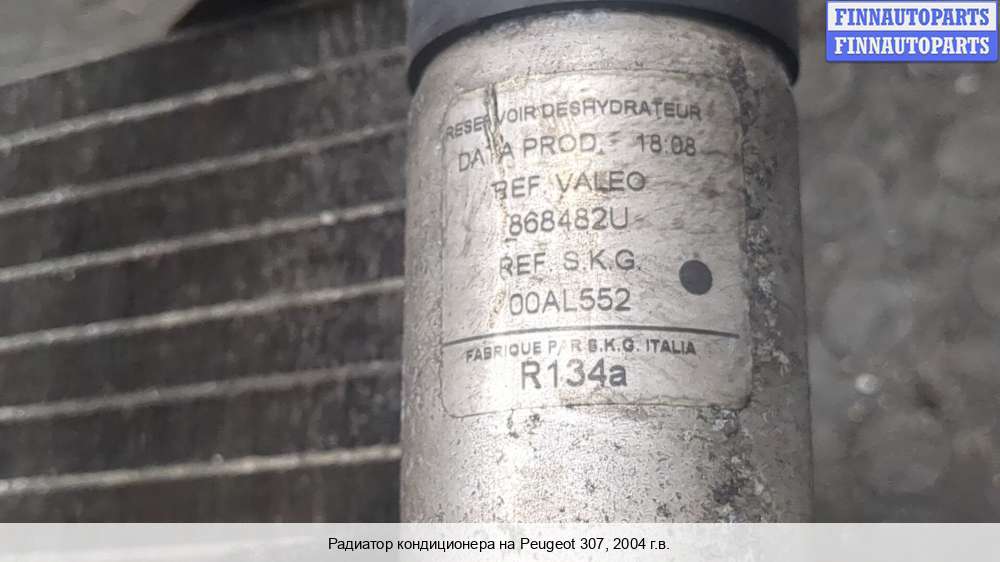 FINNAUTOPARTS
FINNAUTOPARTS
RESERVOIR DESHYDRATEUR
DATA PROD. - 18.08
REF VALEO
868482U
REF S.K.G.
00AL552
FABRIQUE PAR S.K.G. ITALIA
R134a
Радиатор кондиционера на Peugeot 307, 2004 г.в.